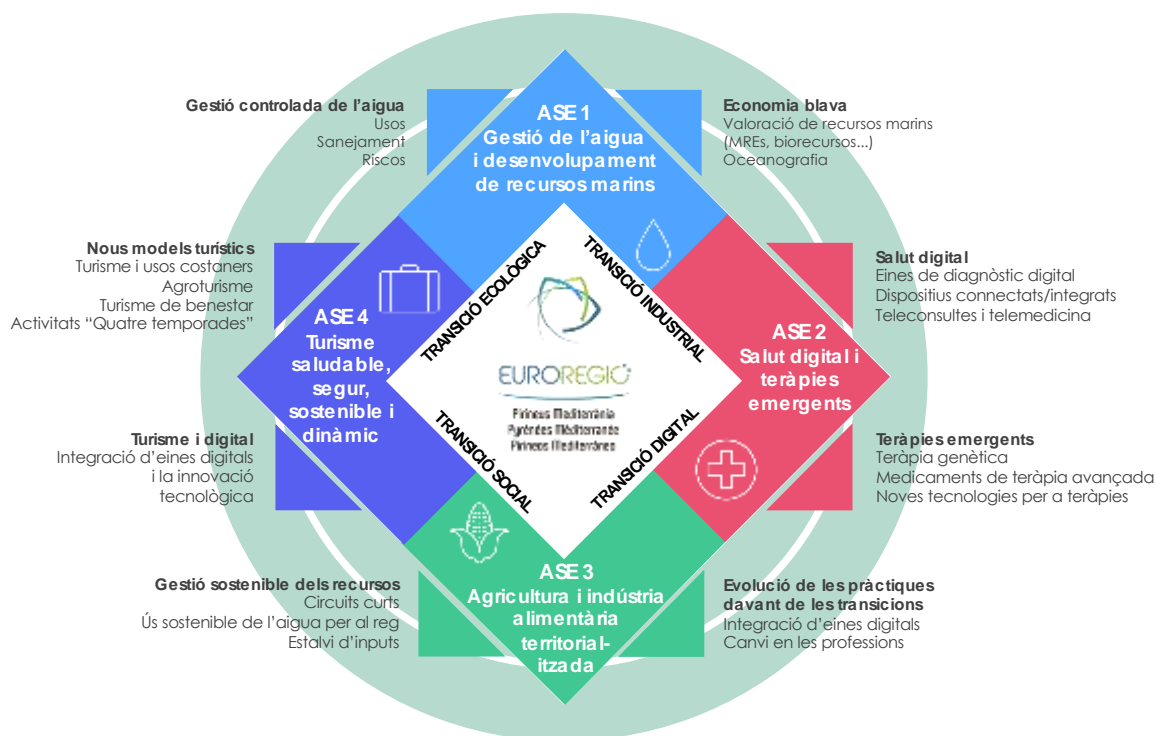 Gestió controlada de l’aigua
Usos
Sanejament
Riscos
ASE 1
Gestió de l’aigua
i desenvolupament
de recursos marins
Economia blava
Valoració de recursos marins
(MREs, biorecursos...)
Oceanografia
Nous models turístics
Turisme i usos costaners
Agroturisme
Turisme de benestar
Activitats “Quatre temporades”
ASE 4
Turisme
saludable,
segur,
sostenible i
dinàmic
TRANSICIÓ ECOLÒGICA
TRANSICIÓ INDUSTRIAL
EUROREGIO
Pirineus Mediterrània
Pyrénées Méditerranée
Pirineos Mediterráneo
TRANSICIÓ SOCIAL
TRANSICIÓ DIGITAL
ASE 2
Salut digital i
teràpies
emergents
Salut digital
Eines de diagnòstic digital
Dispositius connectats/integrats
Teleconsultes i telemedicina
Turisme i digital
Integració d’eines digitals
i la innovació
tecnològica
Teràpies emergents
Teràpia genètica
Medicaments de teràpia avançada
Noves tecnologies per a teràpies
Gestió sostenible dels recursos
Circuits curts
Ús sostenible de l’aigua per al reg
Estalvi d’inputs
ASE 3
Agricultura i indústria
alimentària
territorial-
itzada
Evolució de les pràctiques
davant de les transicions
Integració d’eines digitals
Canvi en les professions